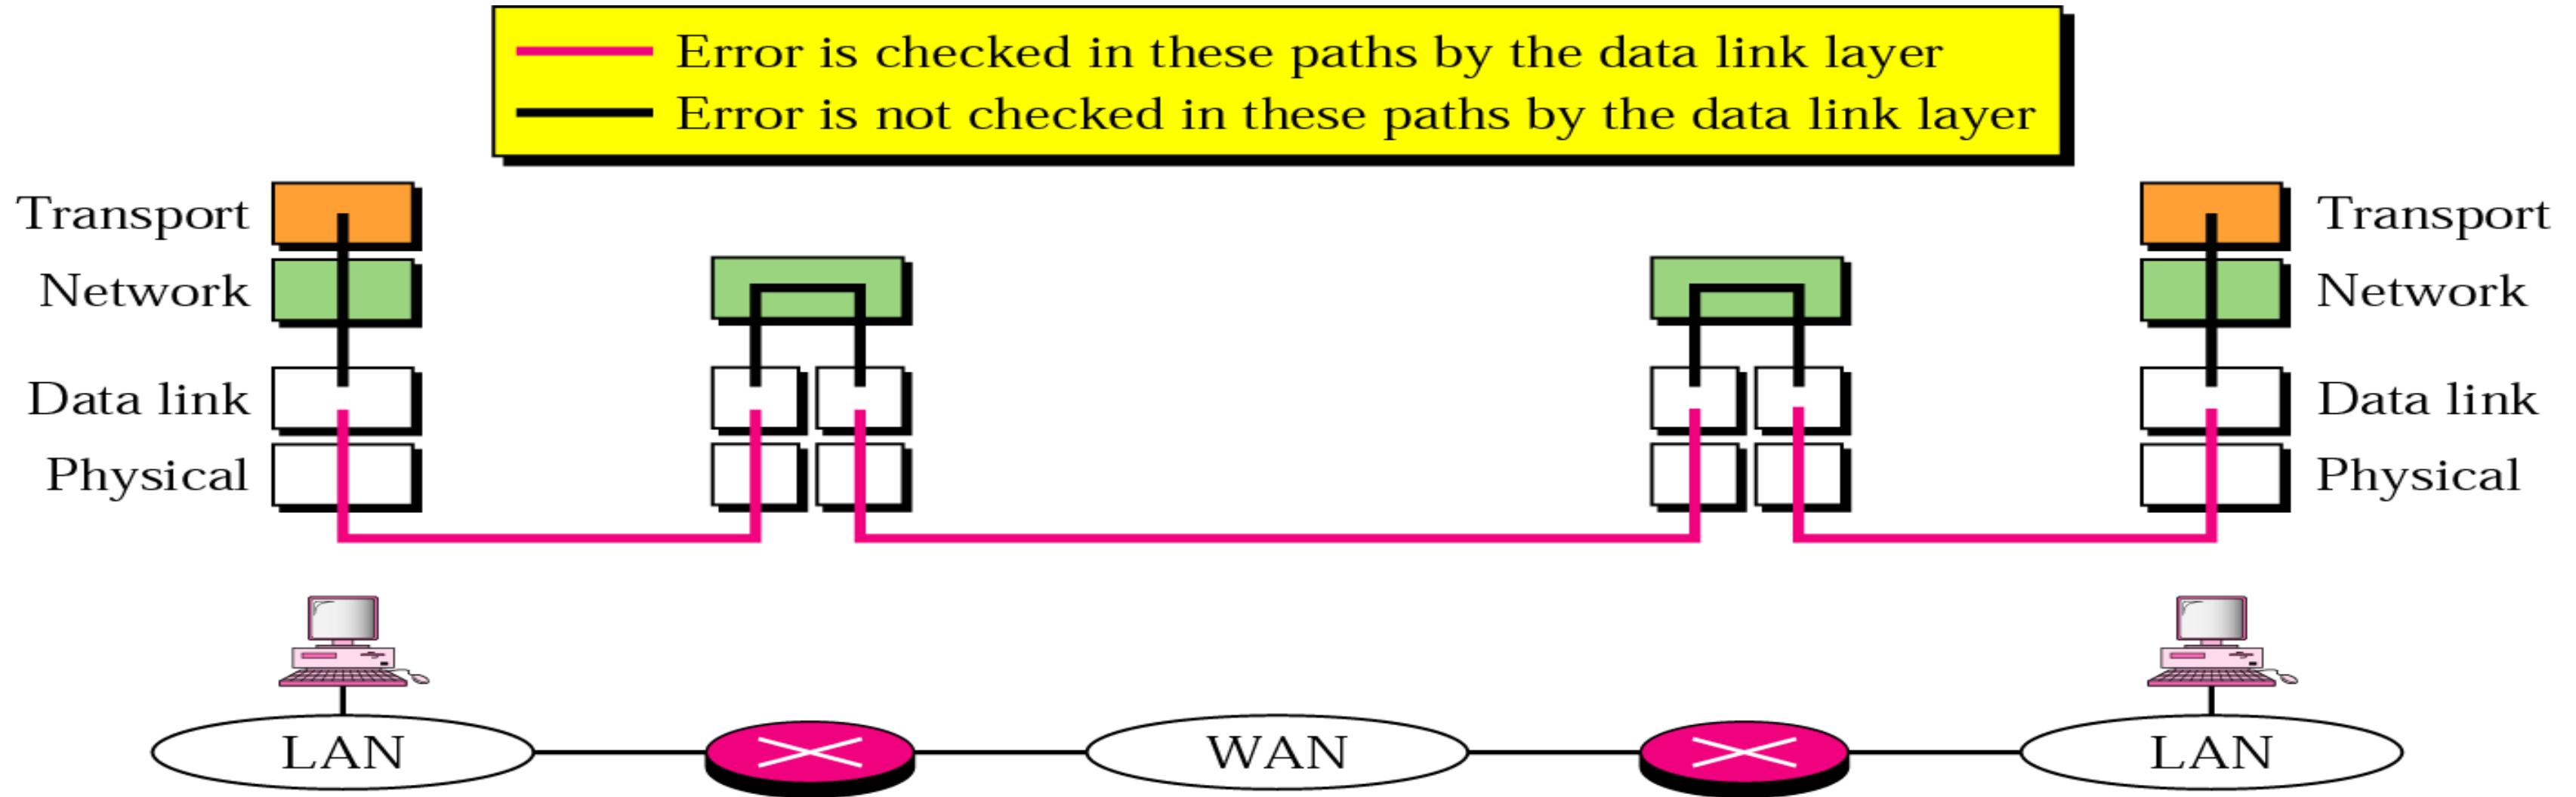 Error is checked in these paths by the data link layer
Error is not checked in these paths by the data link layer
Transport
Transport
Network
Network
Data link
Data link
Physical
Physical
LAN
WAN
LAN